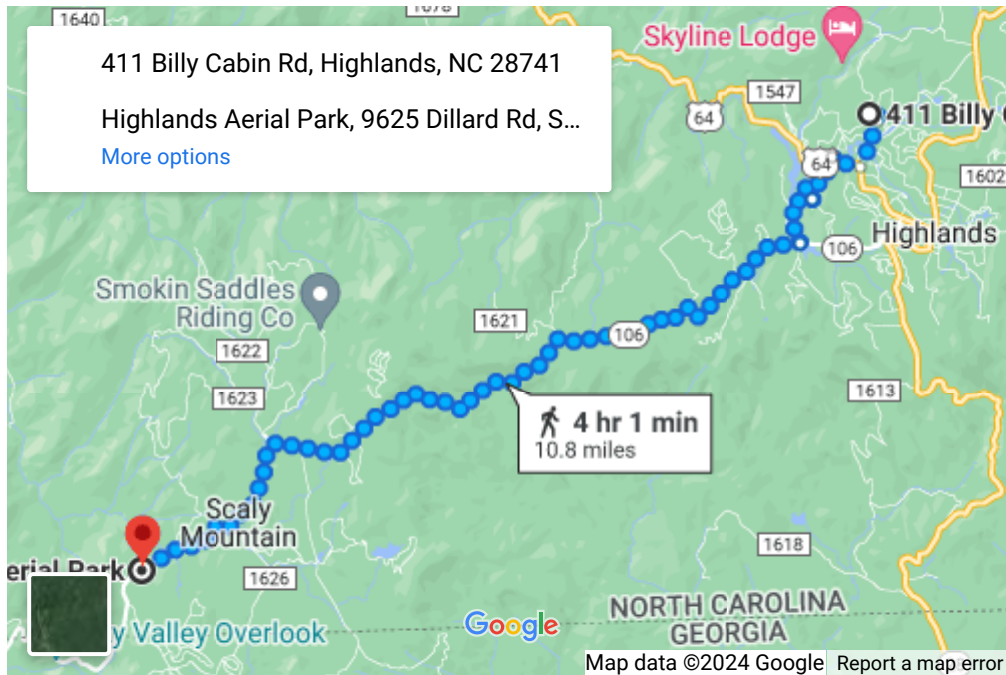 1640
1078
411 Billy Cabin Rd, Highlands, NC 28741
Highlands Aerial Park, 9625 Dillard Rd, S...
More options
Skyline Lodge
1547
64
411 Billy
64
1602
Highlands
106
Smokin Saddles
Riding Co
1621
106
1622
1623
1613
4 hr 1 min
10.8 miles
Scaly
Mountain
1618
erial Park
1626
NORTH CAROLINA
GEORGIA
y Valley Overlook
Google
Map data ©2024 Google
Report a map error